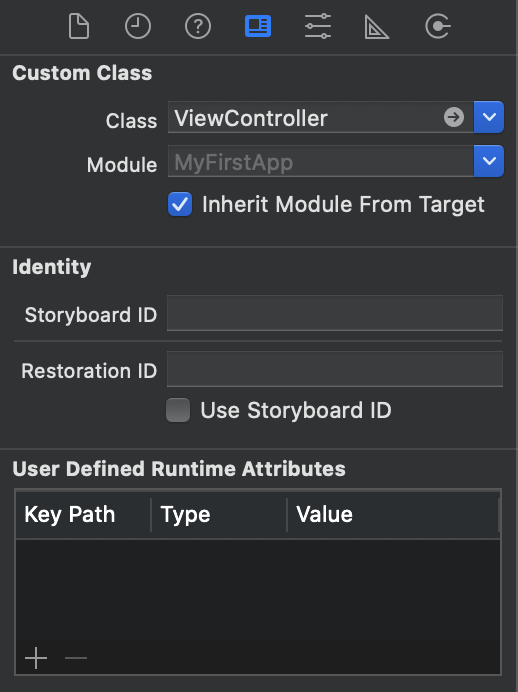 Custom Class
Class ViewController
Module MyFirstApp
Inherit Module From Target
Identity
Storyboard ID
Restoration ID
Use Storyboard ID
User Defined Runtime Attributes
Key Path Type Value